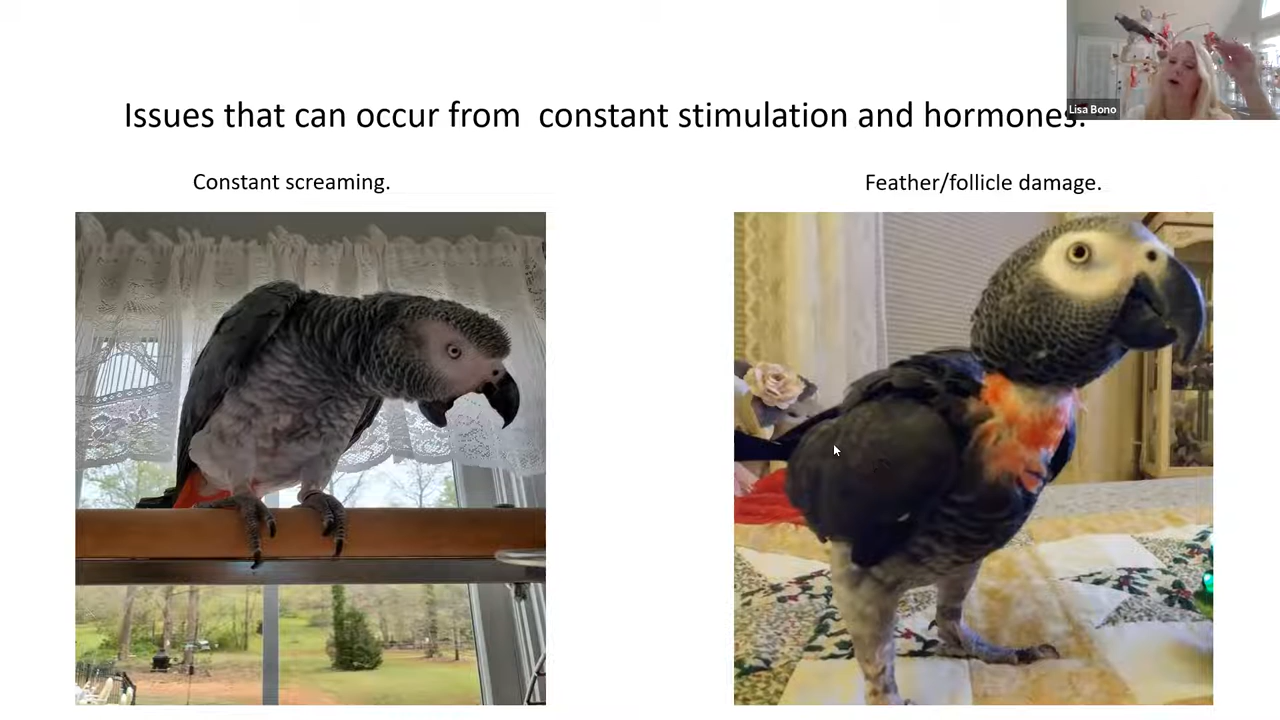 Lisa Bono
Issues that can occur from constant stimulation and hormones.
Constant screaming.
Feather/follicle damage.